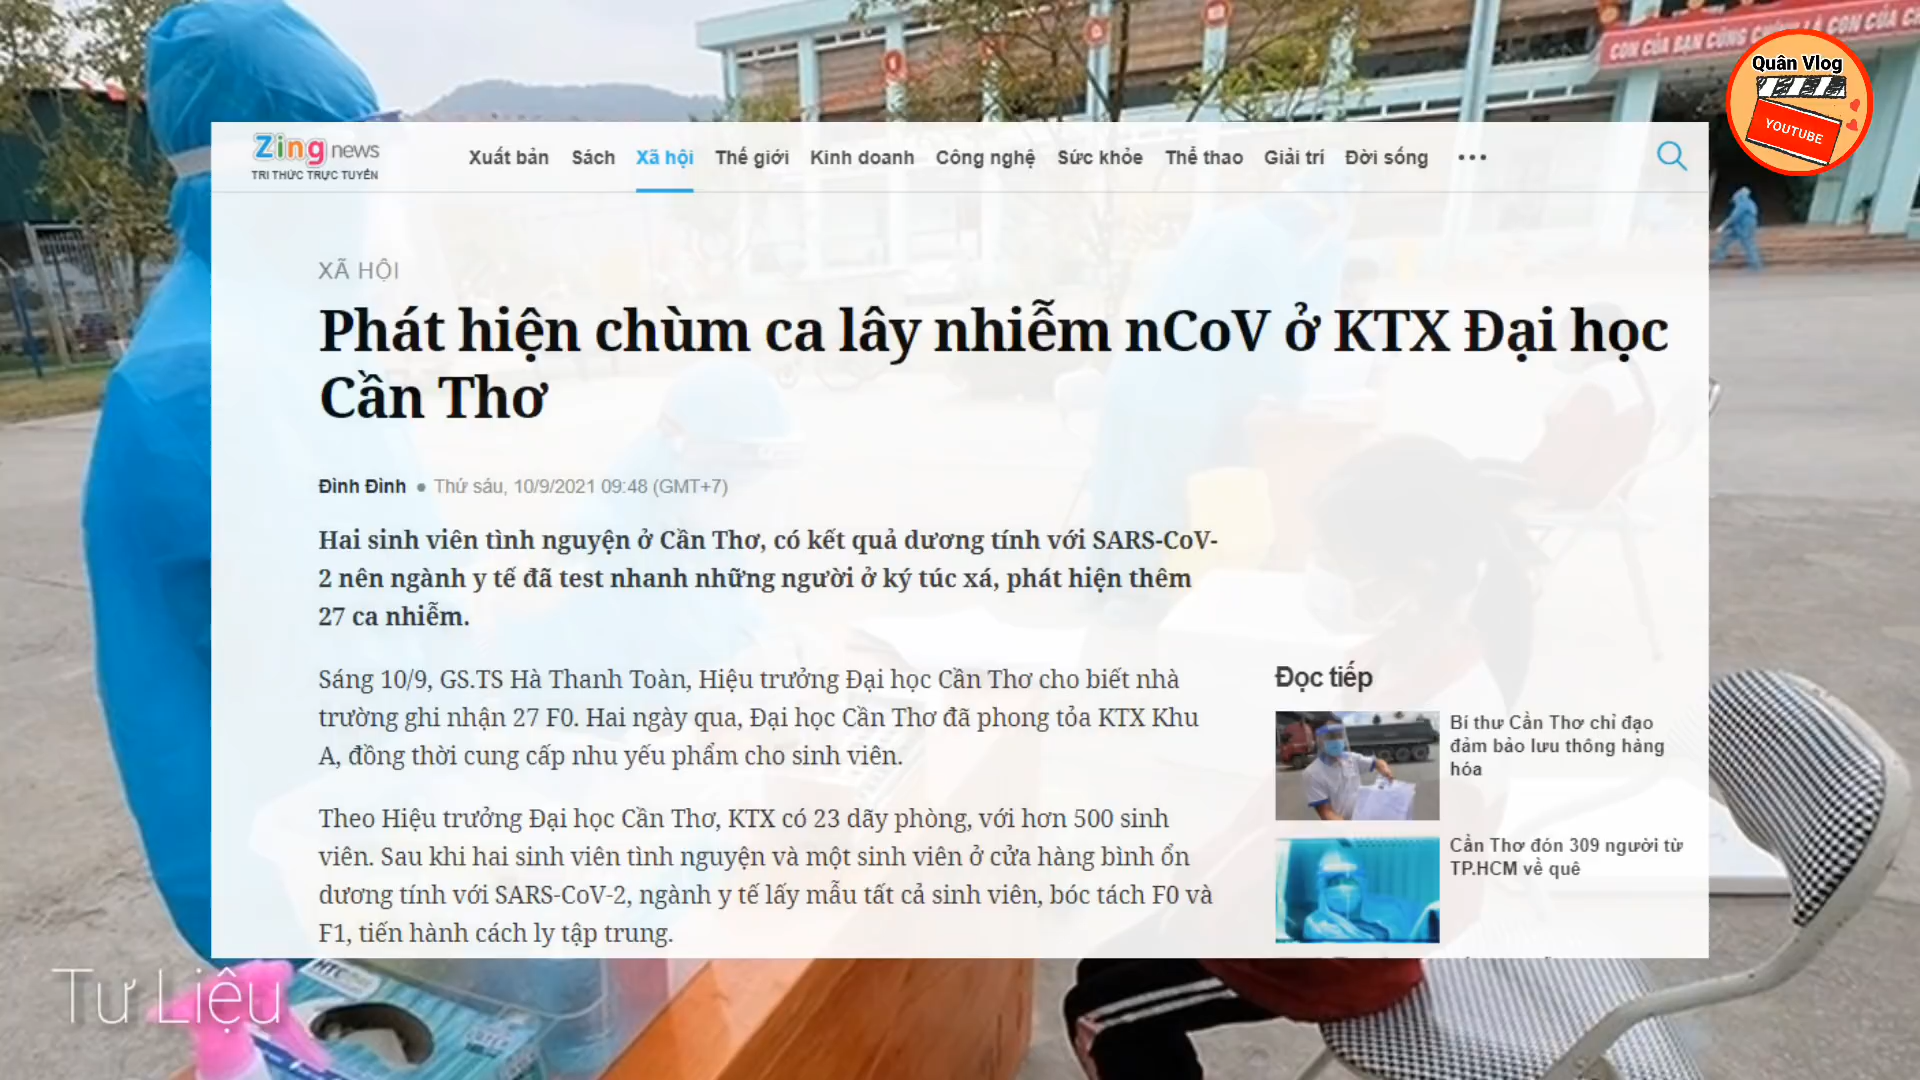 CON CỦA BẠN CŨNG CHÍNH LÀ CON CỦA
Quân Vlog
YOUTUBE
Zing news
TRI THỨC TRỰC TUYẾN
Xuất bản Sách Xã hội Thế giới Kinh doanh Công nghệ Sức khỏe Thể thao Giải trí Đời sống •••
XÃ HỘI
Phát hiện chùm ca lây nhiễm nCoV ở KTX Đại học
Cần Thơ
Đình Đình • Thứ sáu, 10/9/2021 09:48 (GMT+7)
Hai sinh viên tình nguyện ở Cần Thơ, có kết quả dương tính với SARS-CoV-
2 nên ngành y tế đã test nhanh những người ở ký túc xá, phát hiện thêm
27 ca nhiễm.
Sáng 10/9, GS.TS Hà Thanh Toàn, Hiệu trưởng Đại học Cần Thơ cho biết nhà
trường ghi nhận 27 F0. Hai ngày qua, Đại học Cần Thơ đã phong tỏa KTX Khu
A, đồng thời cung cấp nhu yếu phẩm cho sinh viên.
Theo Hiệu trưởng Đại học Cần Thơ, KTX có 23 dãy phòng, với hơn 500 sinh
viên. Sau khi hai sinh viên tình nguyện và một sinh viên ở cửa hàng bình ổn
dương tính với SARS-CoV-2, ngành y tế lấy mẫu tất cả sinh viên, bóc tách F0 và
F1, tiến hành cách ly tập trung.
Đọc tiếp
Bí thư Cần Thơ chỉ đạo
đảm bảo lưu thông hàng
hóa
Cần Thơ đón 309 người từ
TP.HCM về quê
Tư Liệu